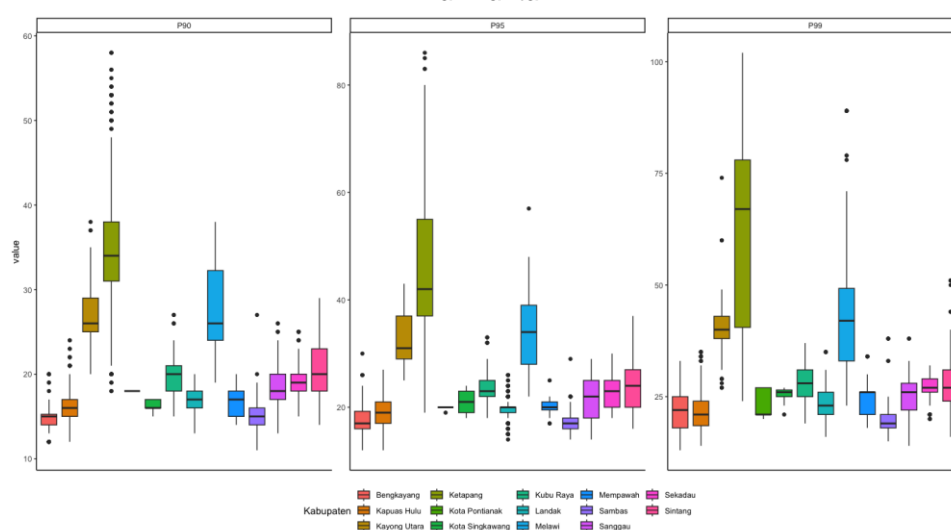 P90 P95 P99
60
50
40
30
20
10
80
60
40
20
100
75
50
25
value
Kabupaten
Bengkayang Ketapang Kubu Raya Mempawah Sekadau
Kapuas Hulu Kota Pontianak Landak Sambas Sintang
Kayong Utara Kota Singkawang Melawi Sanggau